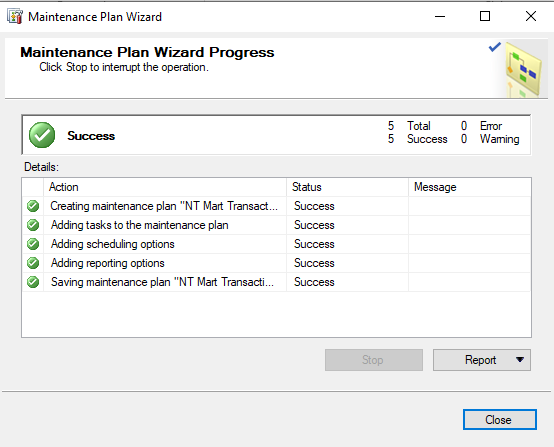 Maintenance Plan Wizard
Maintenance Plan Wizard Progress
Click Stop to interrupt the operation.
Success
5 Total 0 Error
5 Success 0 Warning
Details:
Action Status Message
Creating maintenance plan "NT Mart Transact... Success
Adding tasks to the maintenance plan Success
Adding scheduling options Success
Adding reporting options Success
Saving maintenance plan "NT Mart Transacti... Success
Stop Report
Close